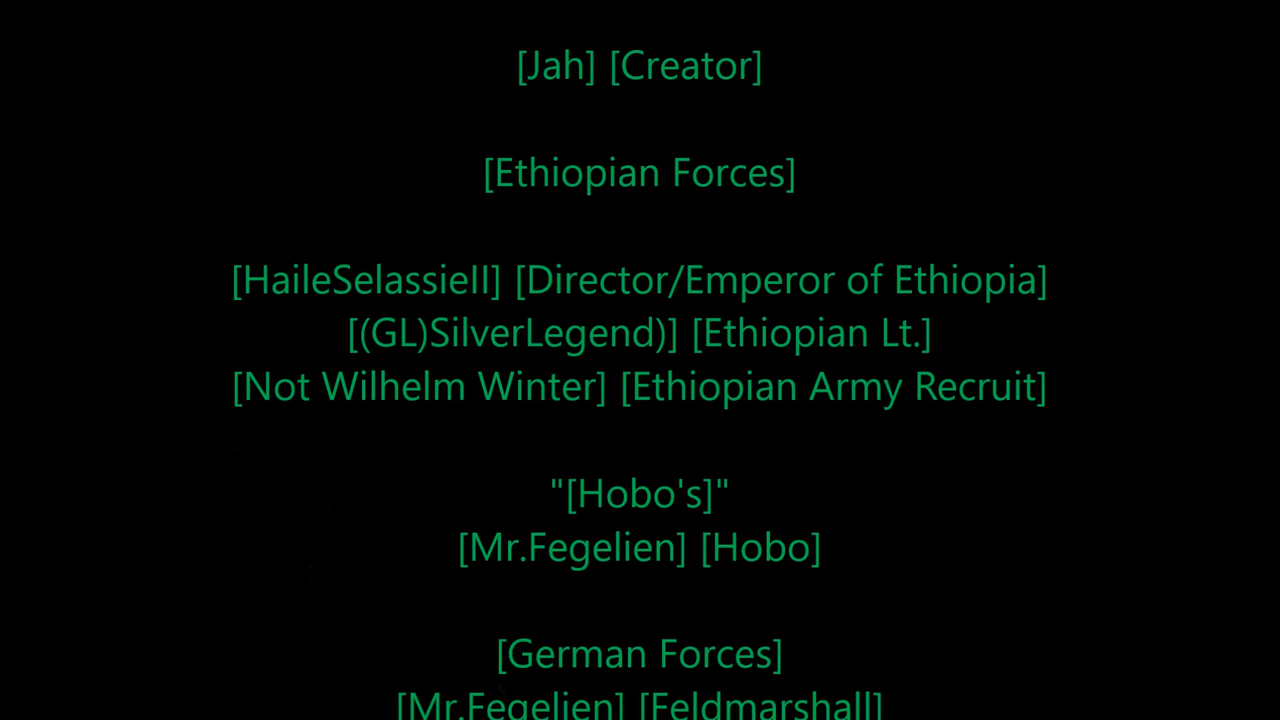 [Jah] [Creator]
[Ethiopian Forces]
[HaileSelassieII] [Director/Emperor of Ethiopia]
[(GL)SilverLegend)] [Ethiopian Lt.]
[Not Wilhelm Winter] [Ethiopian Army Recruit]
"[Hobo's]"
[Mr.Fegelien] [Hobo]
[German Forces]
[Mr.Fegelien] [Feldmarshall]